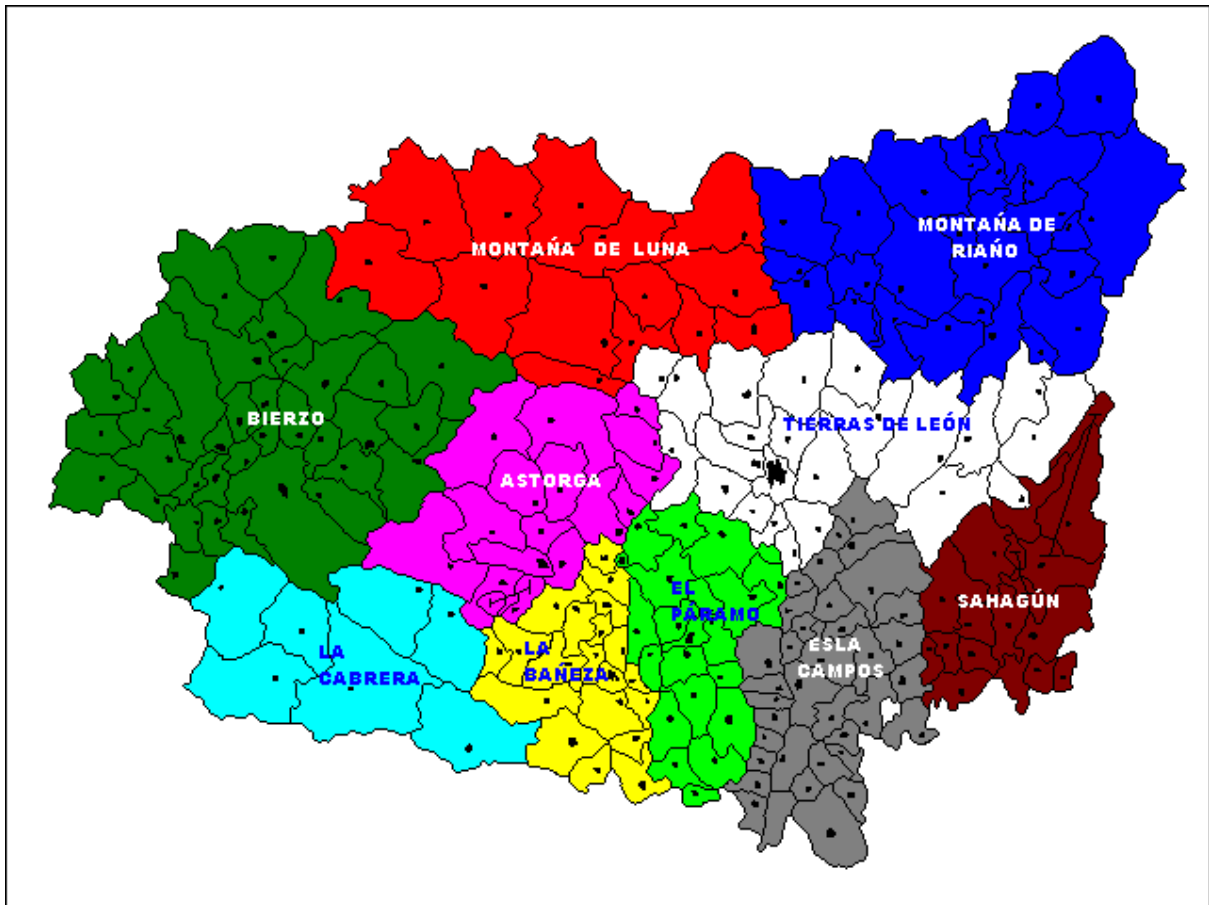 MONTAÑA DE LUNA
MONTAÑA DE
RIAÑO
BIERZO
TIERRAS DE LEÓN
ASTORGA
EL
PÁRAMO
SAHAGÚN
LA
CABRERA
LA
BAÑEZA
ESLA
CAMPOS